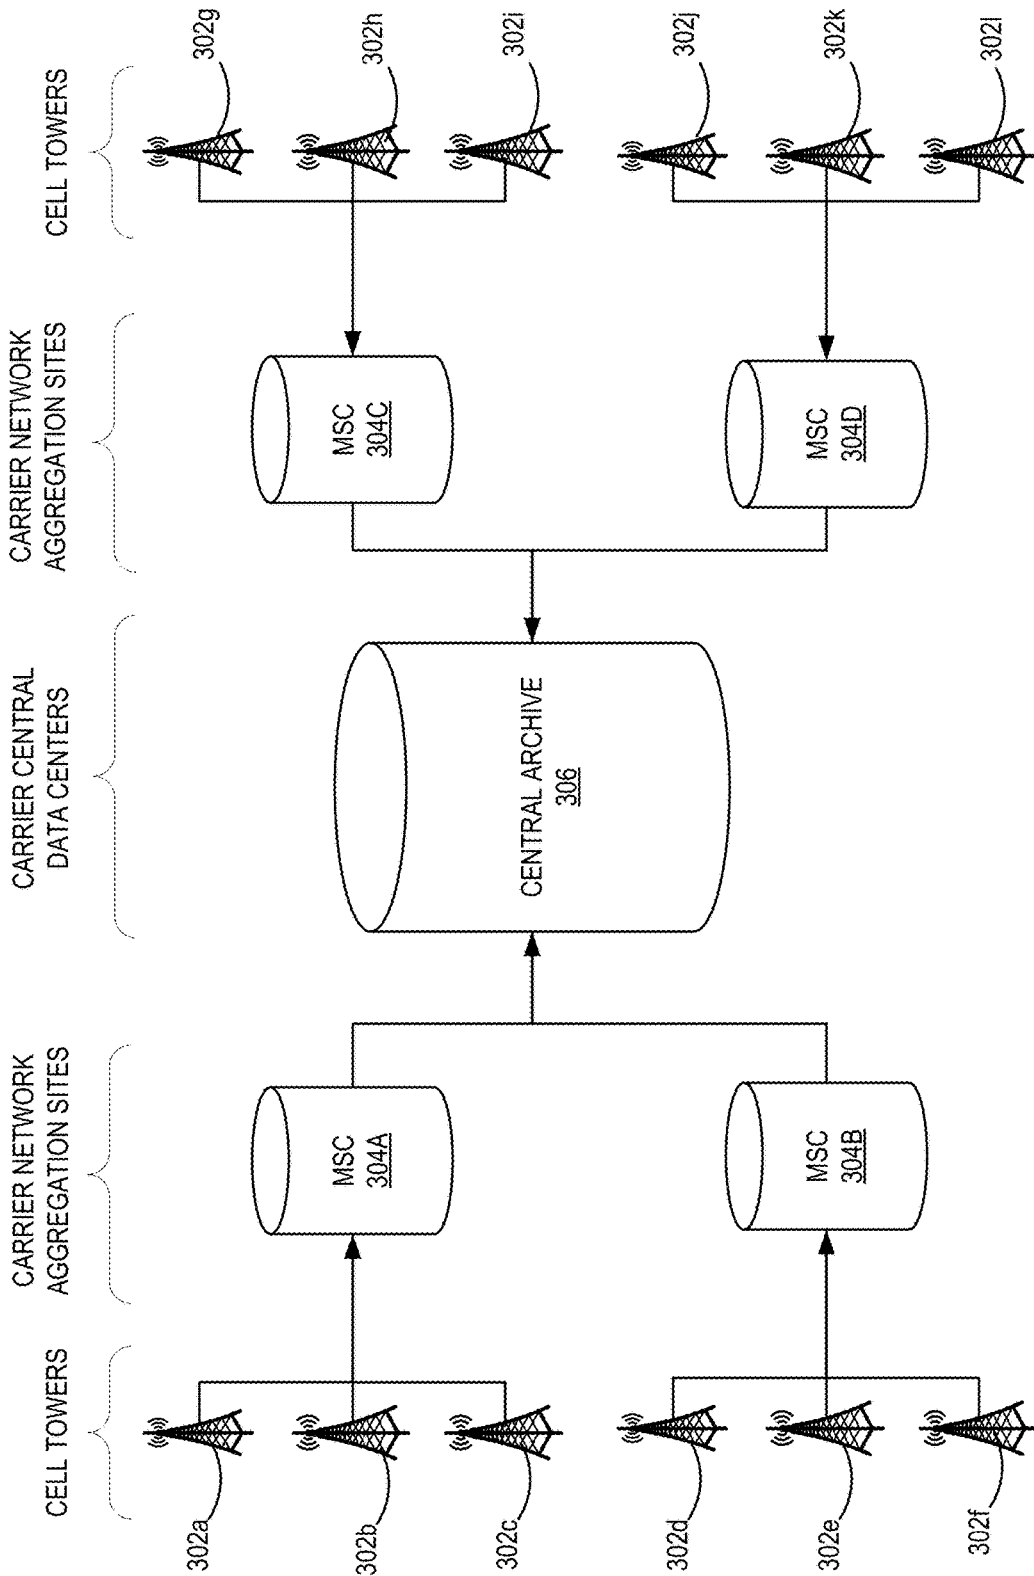 CELL TOWERS
CARRIER NETWORK
AGGREGATION SITES
CARRIER CENTRAL
DATA CENTERS
CARRIER NETWORK
AGGREGATION SITES
CELL TOWERS
302a
302b
302c
302d
302e
302f
MSC
304A
MSC
304B
CENTRAL ARCHIVE
306
MSC
304C
MSC
304D
302g
302h
302i
302j
302k
302l